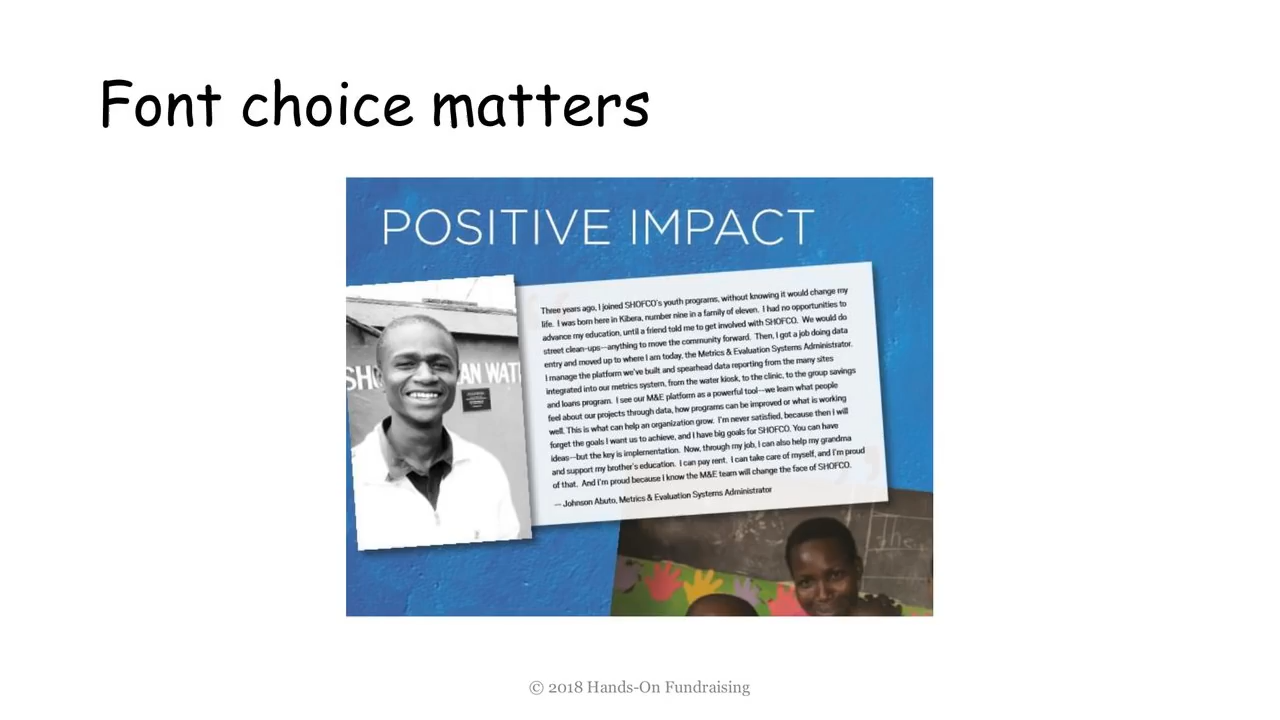 Font choice matters
POSITIVE IMPACT
Three years ago, I joined SHOFCO's youth programs, without knowing it would change my
life. I was born here in Kibera, number nine in a family of eleven. I had no opportunities to
advance my education, until a friend told me to get involved with SHOFCO. We would do
street clean-ups--anything to move the community forward. Then, I got a job doing data
entry and moved up to where I am today, the Metrics & Evaluation Systems Administrator.
I manage the platform we've built and spearhead data reporting from the many sites
integrated into our metrics system, from the water kiosk, to the clinic, to the group savings
and loans program. I see our M&E platform as a powerful tool--we learn what people
feel about our projects through data, how programs can be improved or what is working
well. This is what can help an organization grow. I'm never satisfied, because then I will
forget the goals I want us to achieve, and I have big goals for SHOFCO. You can have
ideas--but the key is implementation. Now, through my job, I can also help my grandma
and support my brother's education. I can pay rent. I can take care of myself, and I'm proud
of that. And I'm proud because I know the M&E team will change the face of SHOFCO.
— Johnson Abuto, Metrics & Evaluation Systems Administrator
SH AN WAT
the
© 2018 Hands-On Fundraising